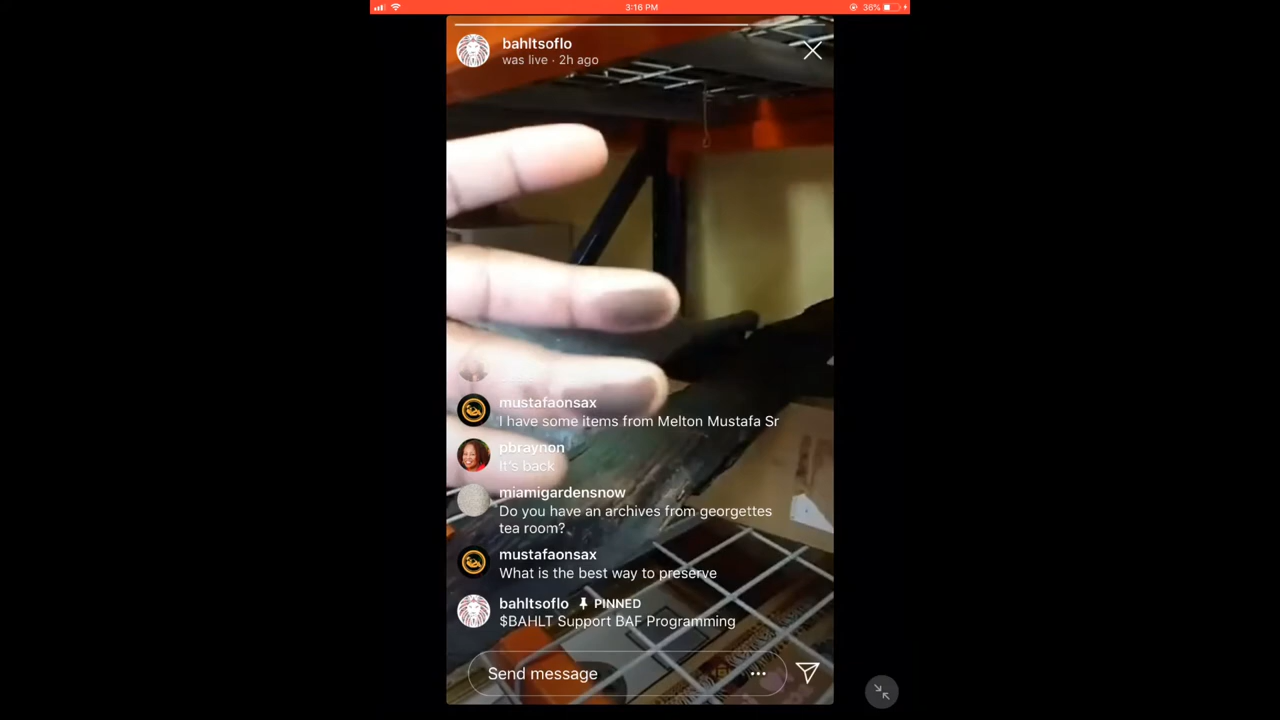 3:16 PM
36%
bahltsoflo
was live · 2h ago
mustafaonsax
I have some items from Melton Mustafa Sr
pbraynon
It's back
miamigardensnow
Do you have an archives from georgettes
tea room?
mustafaonsax
What is the best way to preserve
bahltsoflo PINNED
$BAHLT Support BAF Programming
Send message